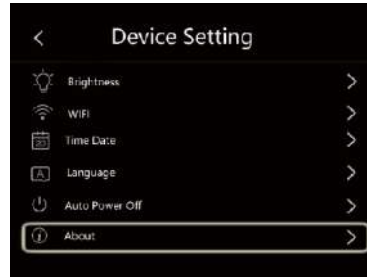 Device Setting
Brightness
WIFI
Time Date
Language
Auto Power Off
About